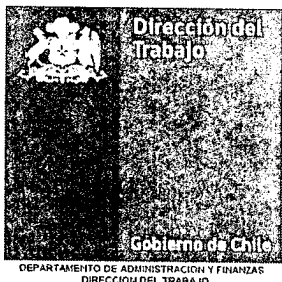 Dirección del
Trabajo
Gobierno de Chile
DEPARTAMENTO DE ADMINISTRACION Y FINANZAS
DIRECCION DEL TRABAJO